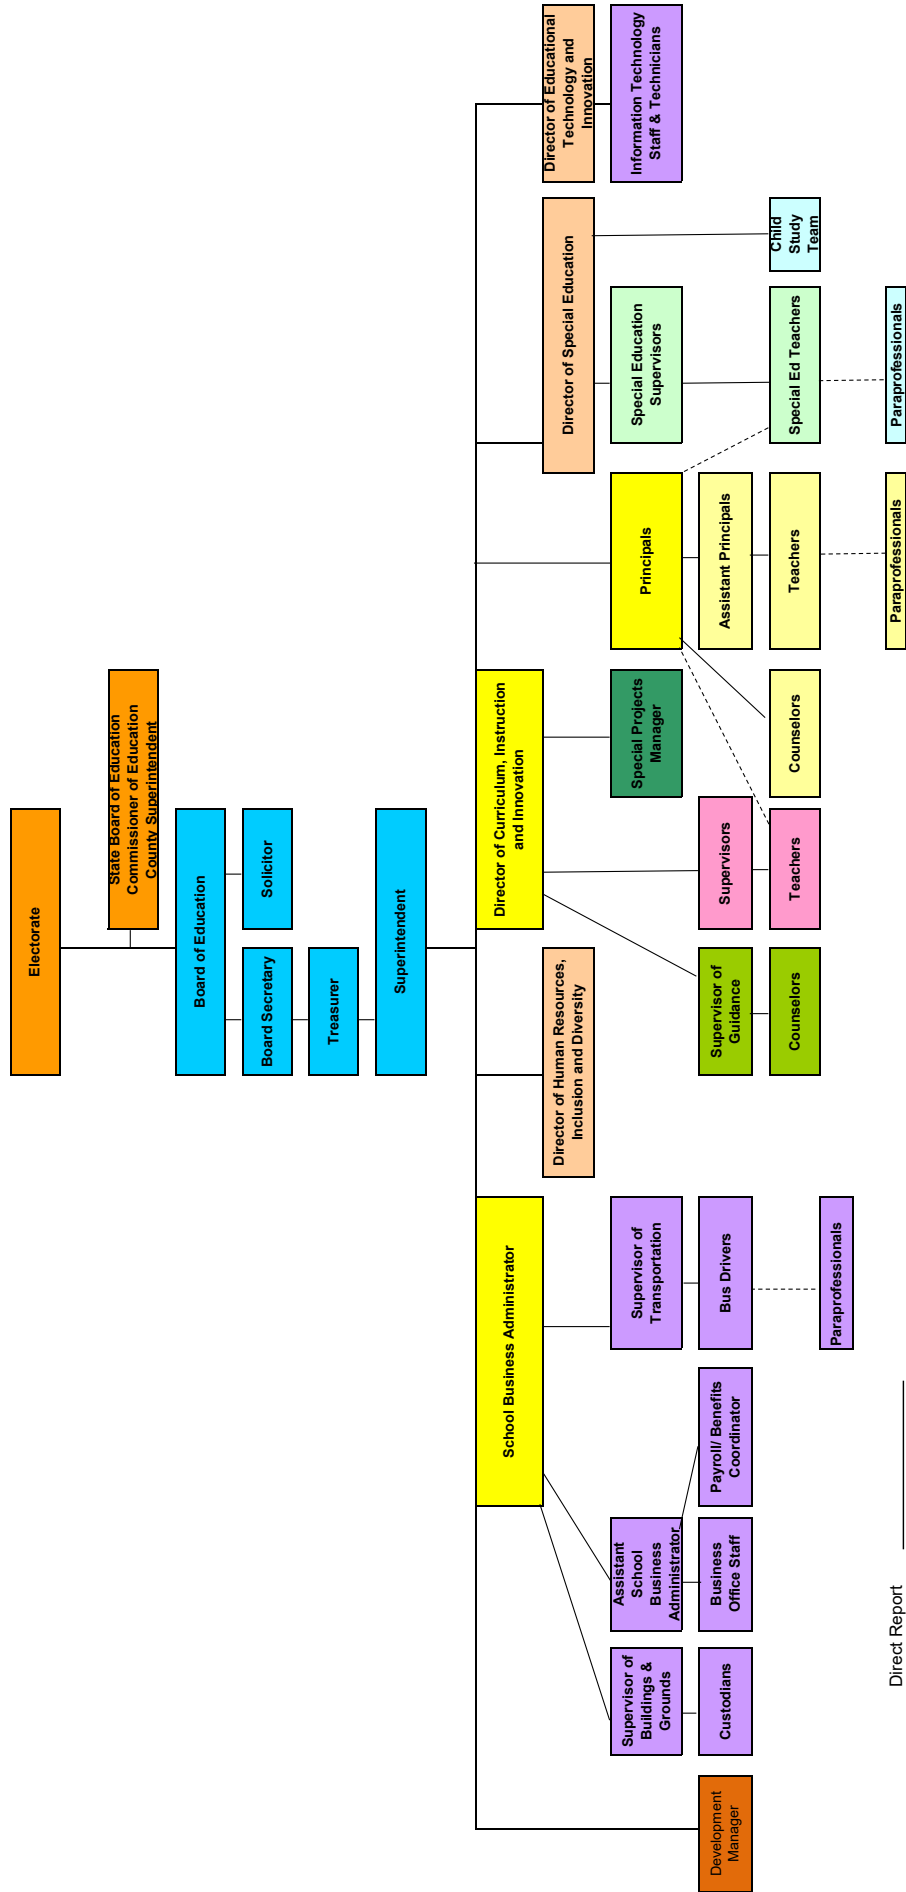 Electorate
State Board of Education
Commissioner of Education
County Superintendent
Board of Education
Board Secretary
Solicitor
Treasurer
Superintendent
School Business Administrator
Director of Curriculum, Instruction
and Innovation
Director of Human Resources,
Inclusion and Diversity
Director of Special Education
Director of Educational
Technology and
Innovation
Supervisor of
Buildings &
Grounds
Assistant
School
Business
Administrator
Supervisor of
Transportation
Special Projects
Manager
Principals
Special Education
Supervisors
Information Technology
Staff & Technicians
Development
Manager
Custodians
Business
Office Staff
Payroll/ Benefits
Coordinator
Bus Drivers
Supervisor of
Guidance
Supervisors
Assistant Principals
Counselors
Teachers
Counselors
Teachers
Special Ed Teachers
Child
Study
Team
Paraprofessionals
Paraprofessionals
Paraprofessionals
Direct Report